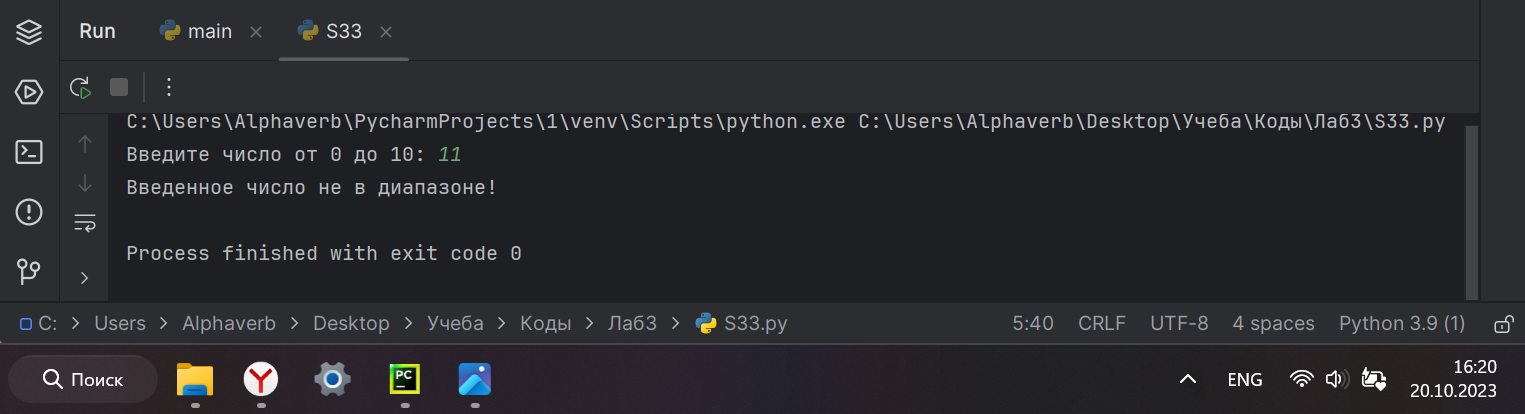 Run main S33
C:\Users\Alphaverb\PycharmProjects\1\venv\Scripts\python.exe C:\Users\Alphaverb\Desktop\Учеба\Коды\Лаб3\S33.py
Введите число от 0 до 10: 11
Введенное число не в диапазоне!
Process finished with exit code 0
C: Users Alphaverb Desktop Учеба Коды Лаб3 S33.py 5:40 CRLF UTF-8 4 spaces Python 3.9 (1)
Поиск PC ENG 16:20
20.10.2023